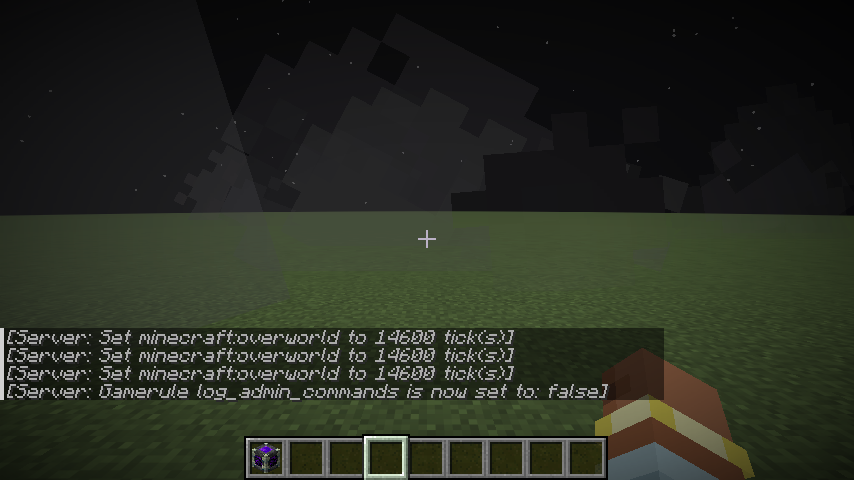 [Server: Set minecraft:overworld to 14600 tick(s)]
[Server: Set minecraft:overworld to 14600 tick(s)]
[Server: Set minecraft:overworld to 14600 tick(s)]
[Server: Gamerule log_admin_commands is now set to: false]